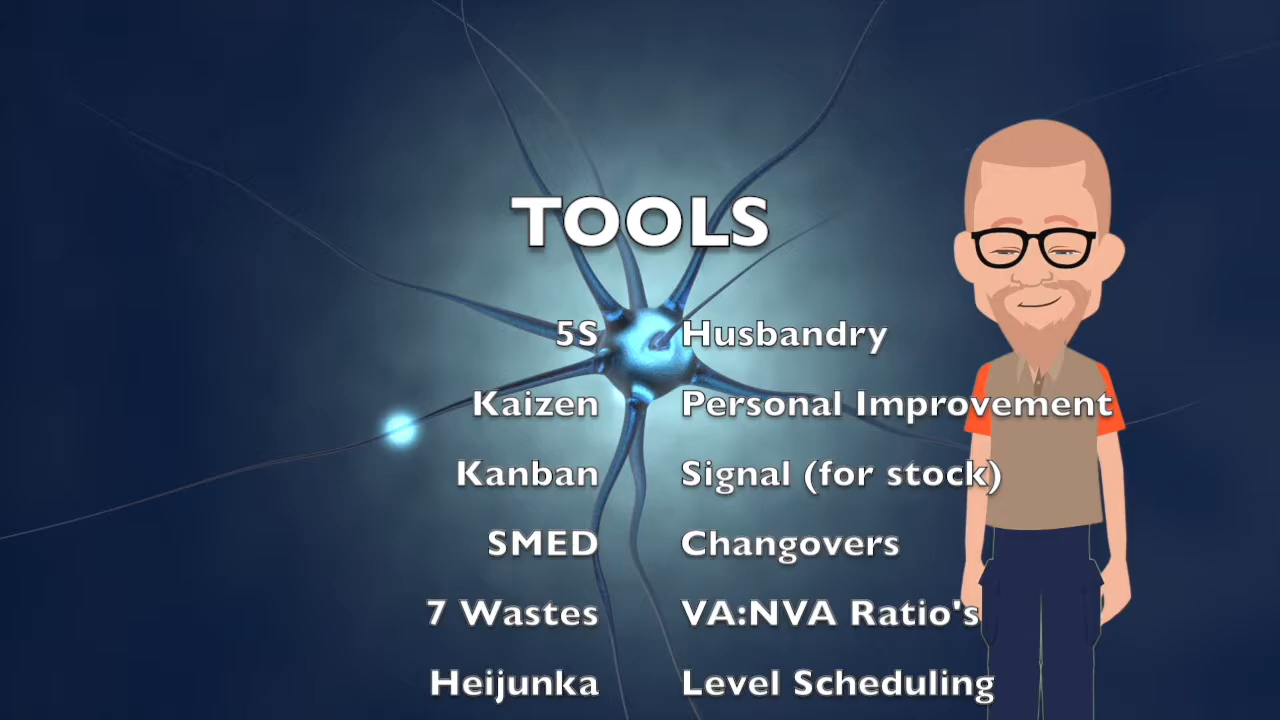 TOOLS
5S Husbandry
Kaizen Personal Improvement
Kanban Signal (for stock)
SMED Changovers
7 Wastes VA:NVA Ratio's
Heijunka Level Scheduling